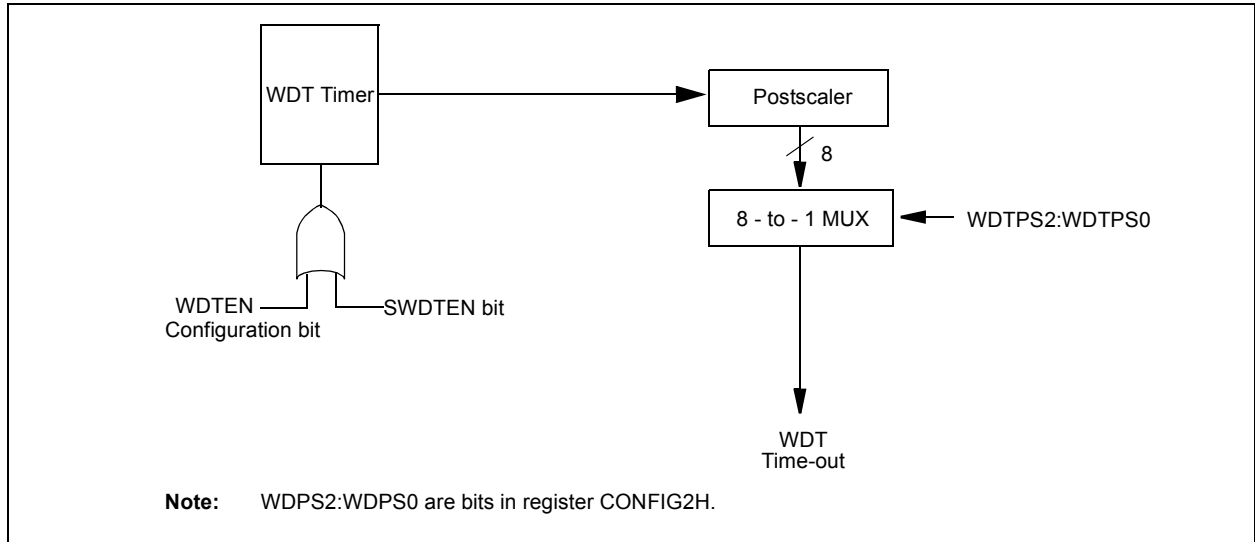 WDT Timer
Postscaler
8
8 - to - 1 MUX
WDTPS2:WDTPS0
WDTEN
Configuration bit
SWDTEN bit
WDT
Time-out
Note: WDPS2:WDPS0 are bits in register CONFIG2H.